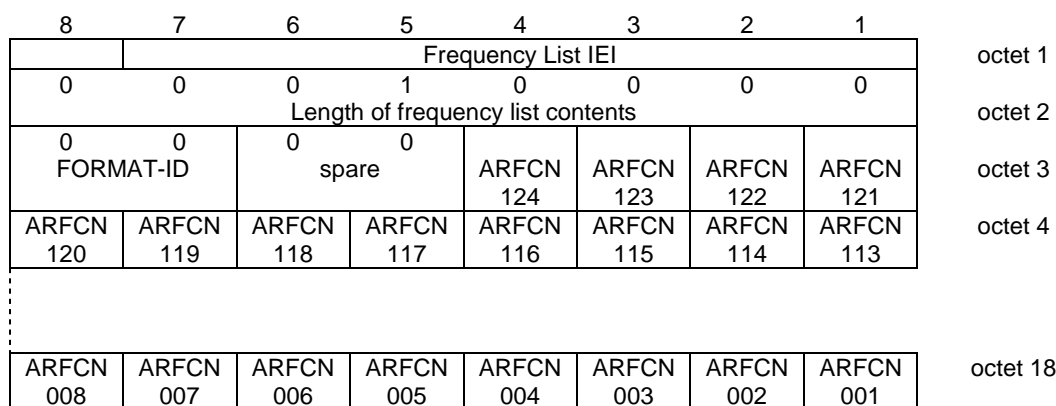 8 7 6 5 4 3 2 1
Frequency List IEI octet 1
0 0 0 1 0 0 0 0
Length of frequency list contents octet 2
0 0 0 0
FORMAT-ID spare ARFCN ARFCN ARFCN ARFCN octet 3
124 123 122 121
ARFCN ARFCN ARFCN ARFCN ARFCN ARFCN ARFCN ARFCN octet 4
120 119 118 117 116 115 114 113
ARFCN ARFCN ARFCN ARFCN ARFCN ARFCN ARFCN ARFCN octet 18
008 007 006 005 004 003 002 001